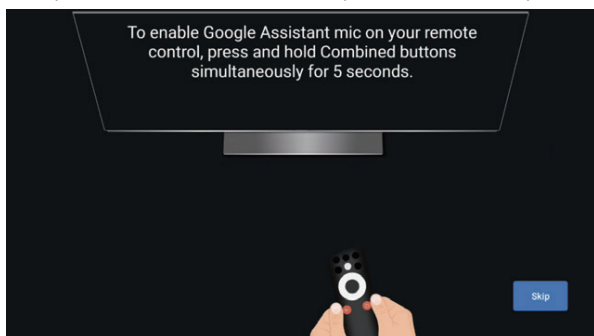 To enable Google Assistant mic on your remote
control, press and hold Combined buttons
simultaneously for 5 seconds.
Skip